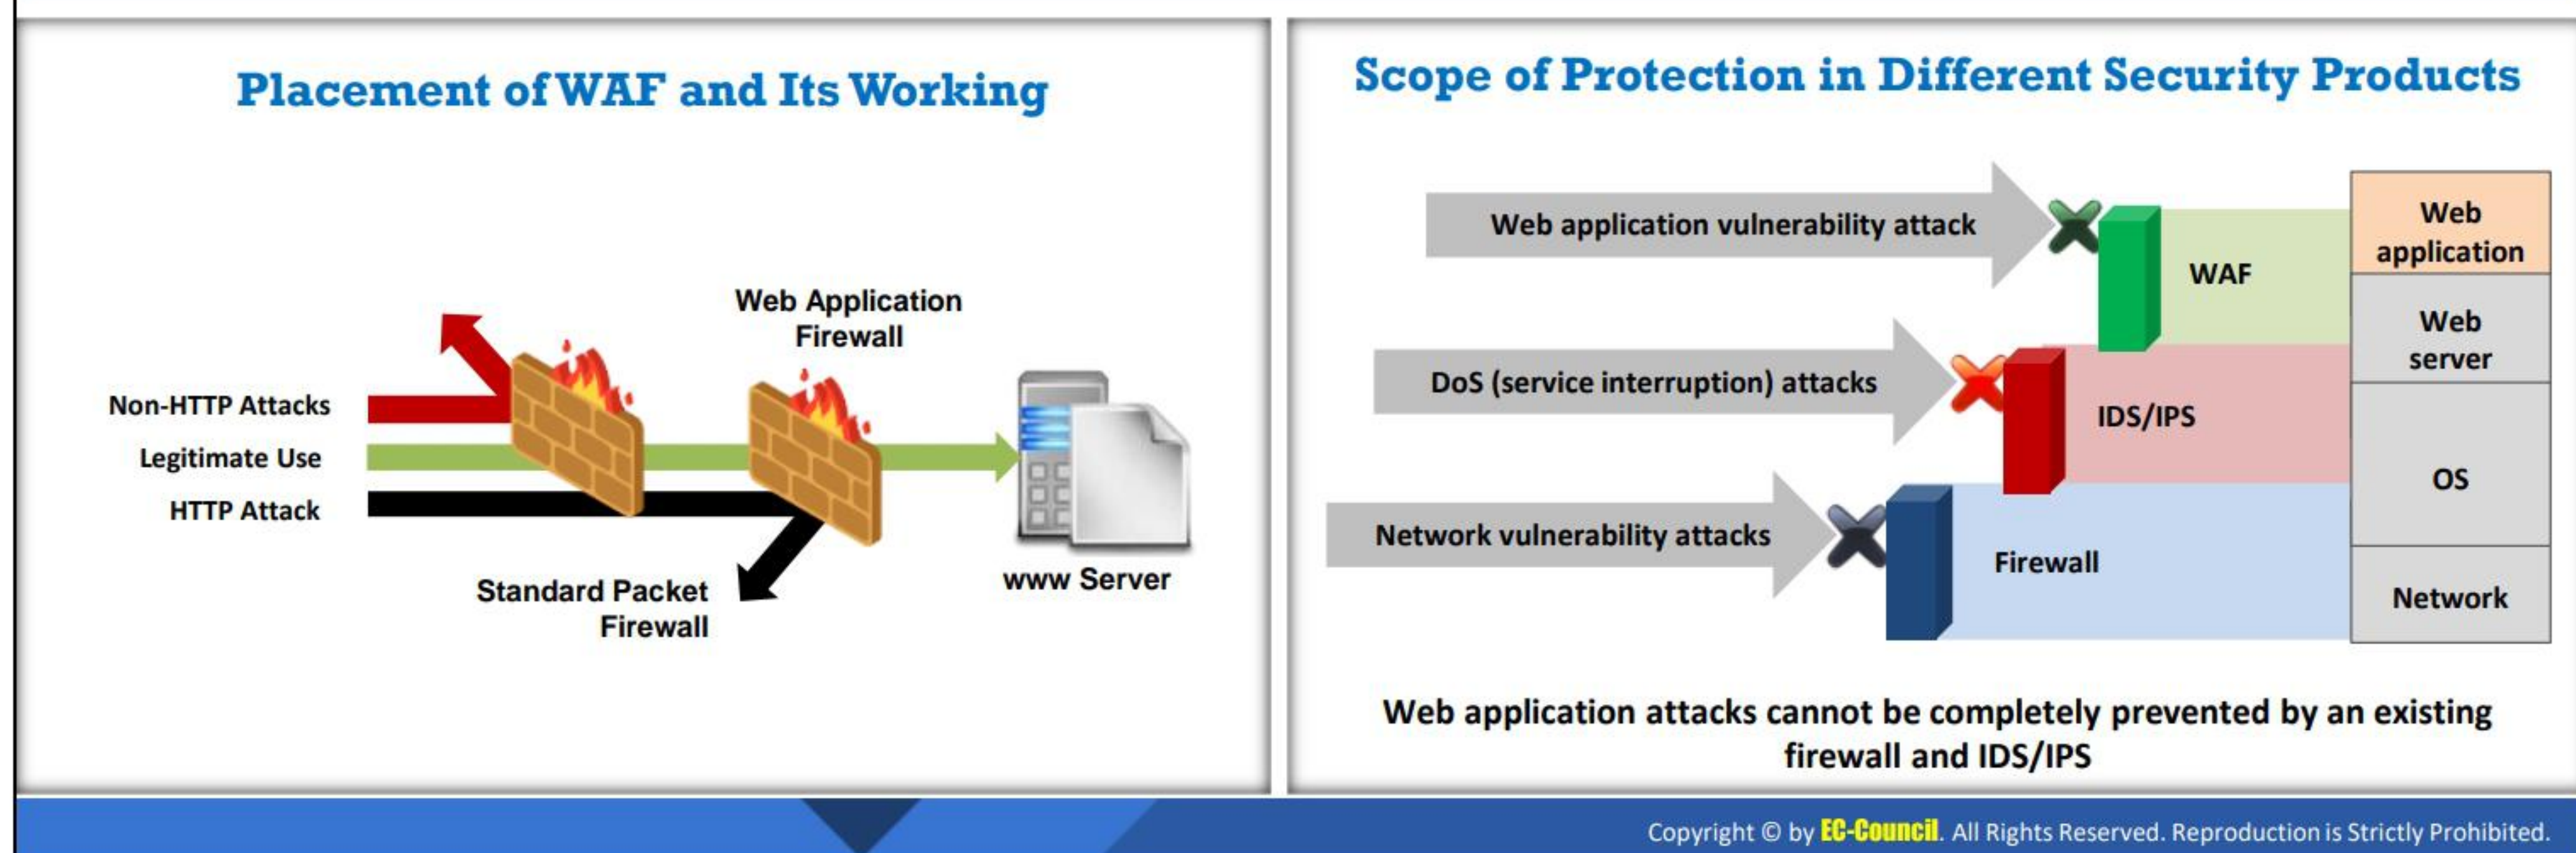 Placement of WAF and Its Working
Web Application
Firewall
Non-HTTP Attacks
Legitimate Use
HTTP Attack
Standard Packet
Firewall
www Server
Scope of Protection in Different Security Products
Web application vulnerability attack
WAF
Web
application
Web
server
DoS (service interruption) attacks
IDS/IPS
OS
Network vulnerability attacks
Firewall
Network
Web application attacks cannot be completely prevented by an existing
firewall and IDS/IPS
Copyright © by EC-Council. All Rights Reserved. Reproduction is Strictly Prohibited.